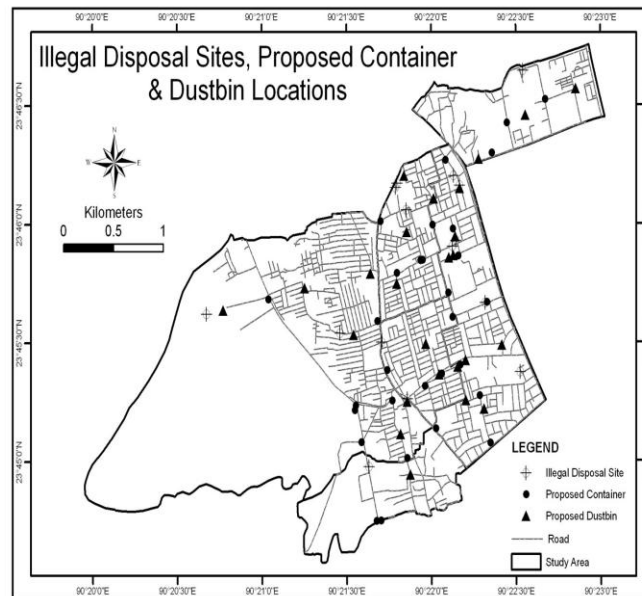 90°20'0"E 90°20'30"E 90°21'0"E 90°21'30"E 90°22'0"E 90°22'30"E 90°23'0"E
Illegal Disposal Sites, Proposed Container
& Dustbin Locations
23°46'30"N
N
W E
S
Kilometers
0 0.5 1
23°46'0"N
23°45'30"N
23°45'0"N
LEGEND
Illegal Disposal Site
Proposed Container
Proposed Dustbin
Road
Study Area
90°20'0"E 90°20'30"E 90°21'0"E 90°21'30"E 90°22'0"E 90°22'30"E 90°23'0"E